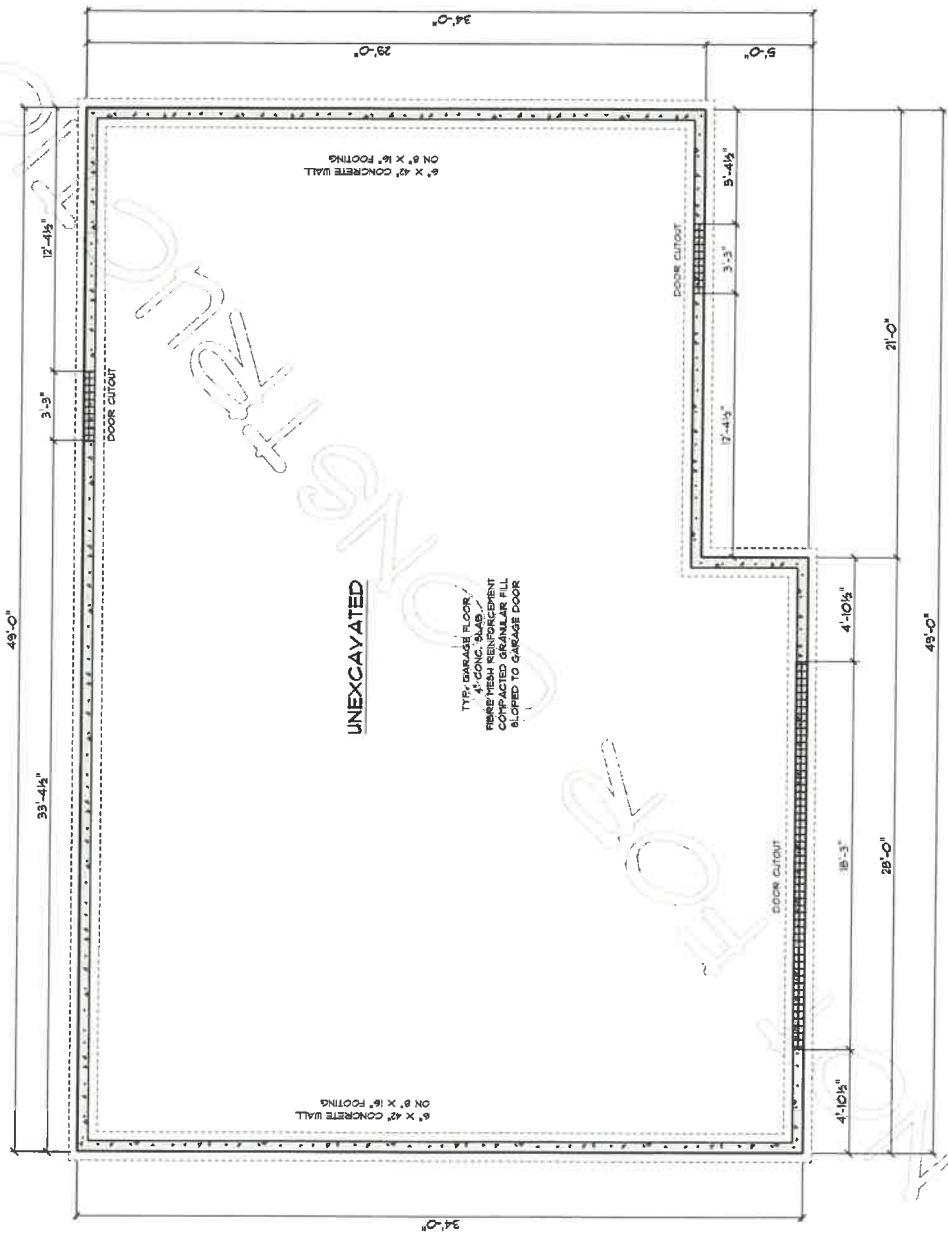 34'-0"
29'-0"
5'-0"
49'-0"
12'-4½"
3'-3"
33'-4½"
DOOR CUTOUT
6" X 42" CONCRETE WALL
ON 8" X 16" FOOTING
DOOR CUTOUT
5'-4½"
3'-3"
12'-4½"
21'-0"
UNEXCAVATED
TYP. GARAGE FLOOR
4" CONC. SLAB
FIBRE MESH REINFORCEMENT
COMPACTED GRANULAR FILL
SLOPED TO GARAGE DOOR
4'-10½"
18'-3"
4'-10½"
28'-0"
49'-0"
DOOR CUTOUT
6" X 42" CONCRETE WALL
ON 8" X 16" FOOTING
34'-0"
NOT FOR CONSTRUCTION